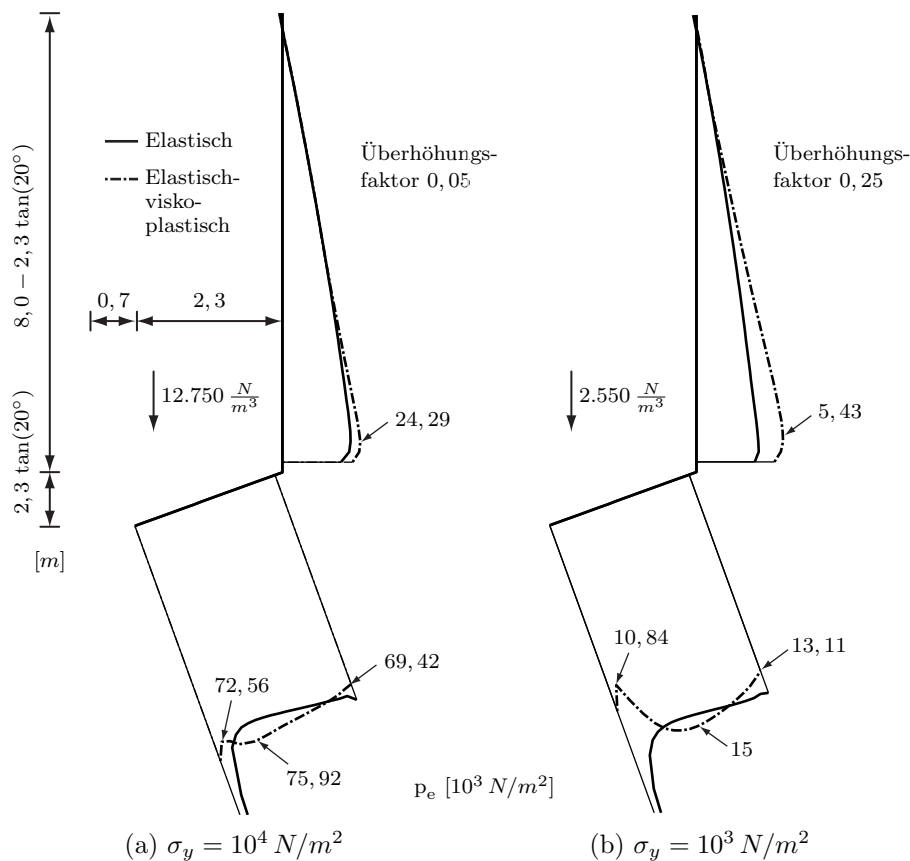 8,0 − 2,3 tan(20°)
2,3 tan(20°)
[m]
Elastisch
Elastisch-
visko-
plastisch
0,7
2,3
Überhöhungs-
faktor 0,05
12.750 N/m³
24,29
72,56
69,42
75,92
Überhöhungs-
faktor 0,25
2.550 N/m³
5,43
10,84
13,11
15
pₑ [10³ N/m²]
(a) σ_y = 10⁴ N/m²
(b) σ_y = 10³ N/m²